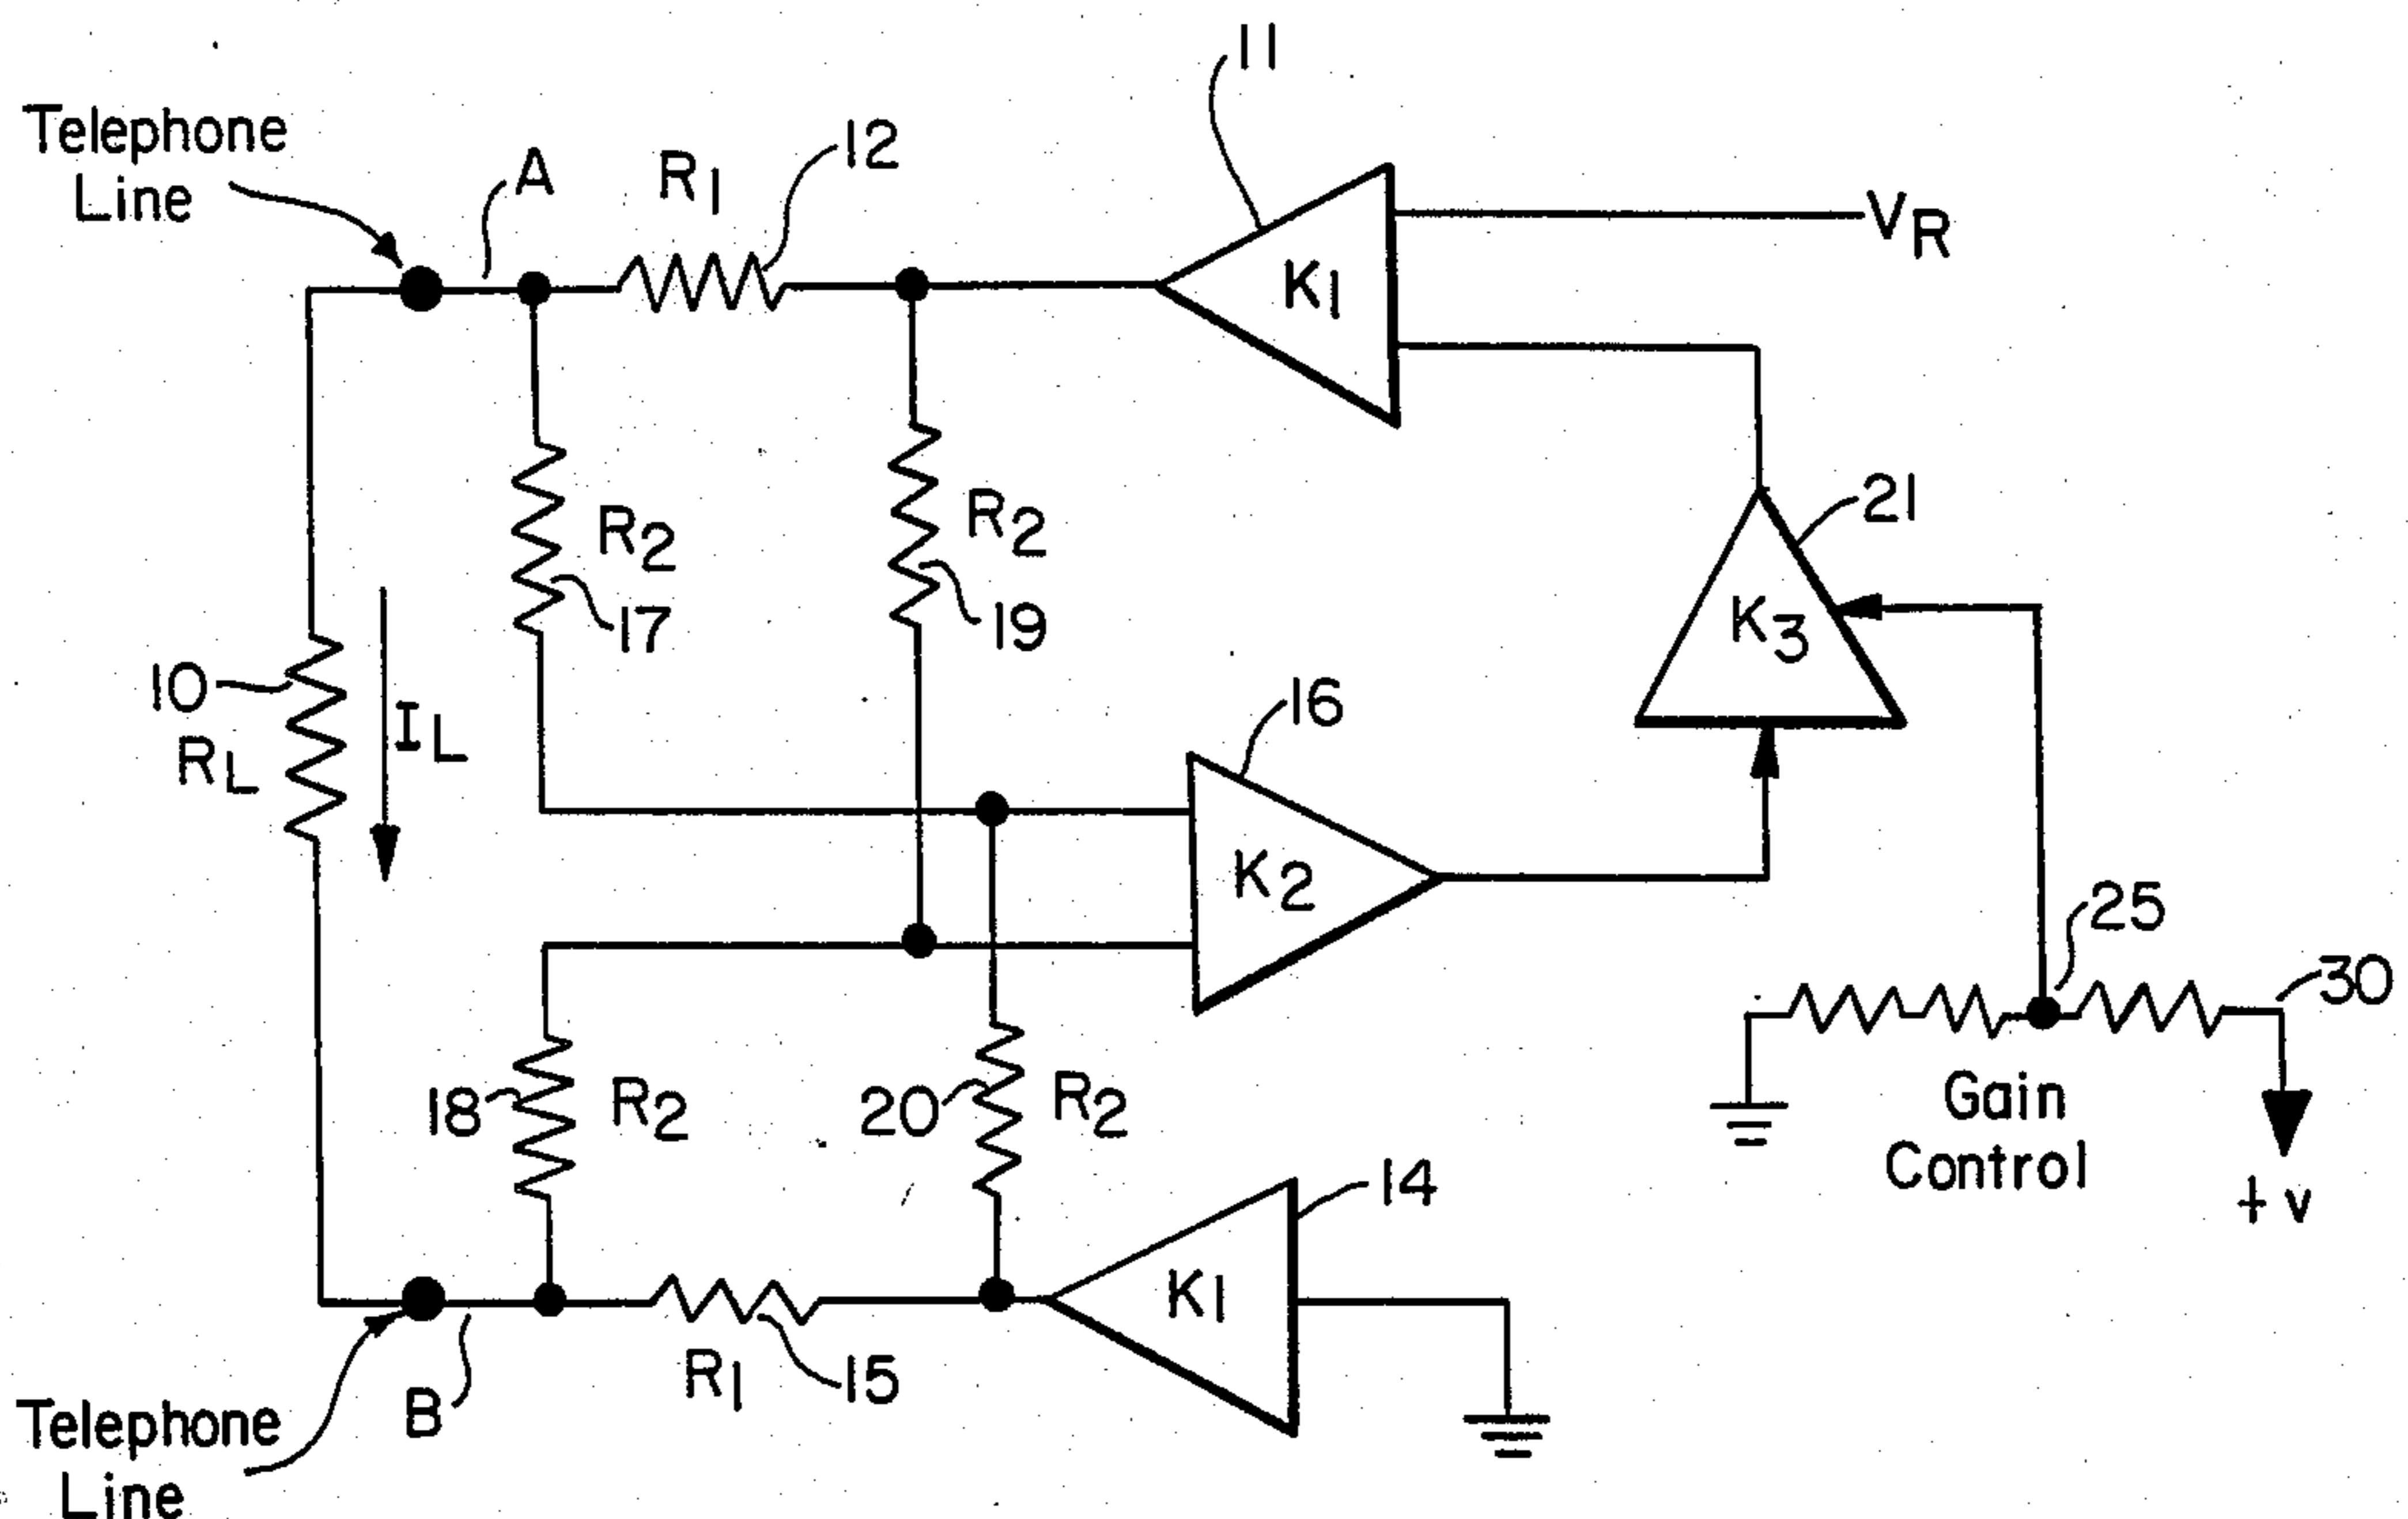 11
Telephone
Line
A
R1
12
VR
K1
R2
17
R2
19
21
K3
10
RL
IL
16
K2
25
30
18
R2
20
R2
Gain
Control
+ v
14
K1
B
R1
15
Telephone
Line